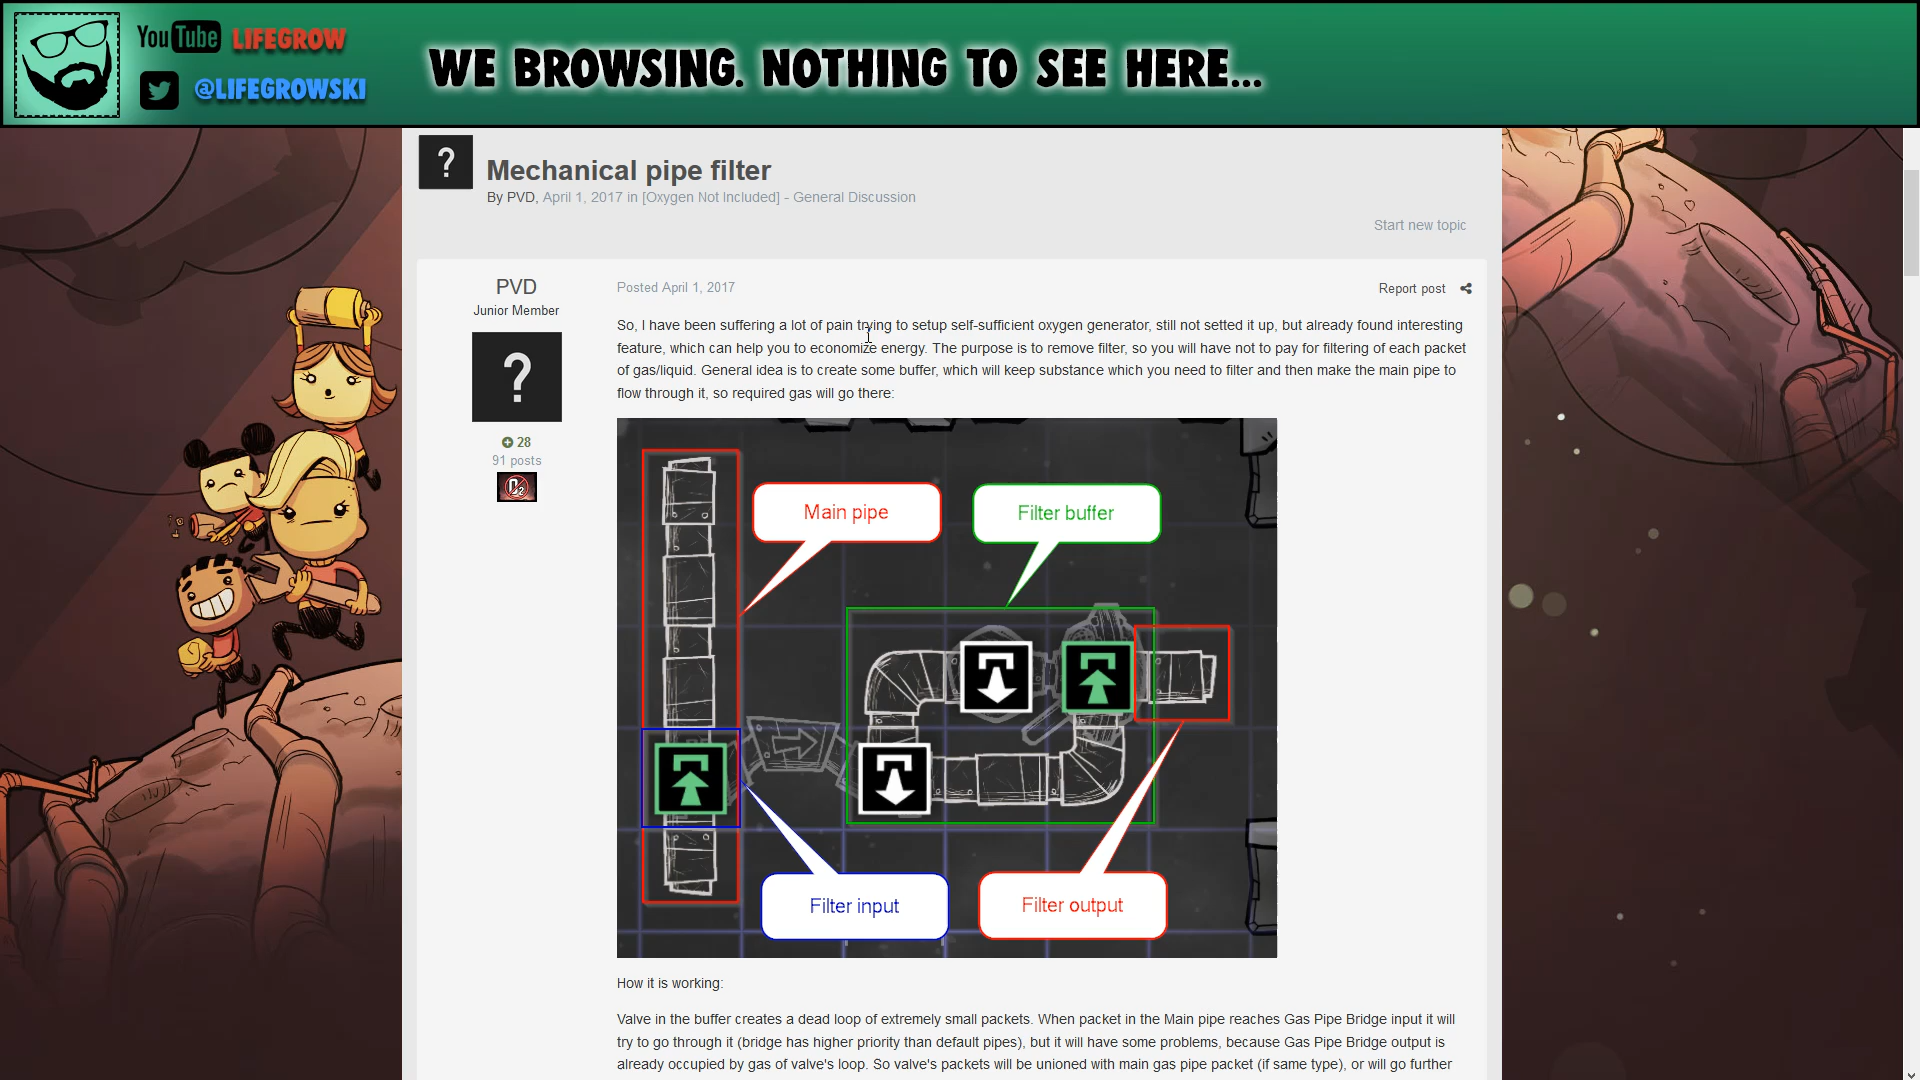 YouTube LIFEGROW
@LIFEGROWSKI
WE BROWSING. NOTHING TO SEE HERE...
?
Mechanical pipe filter
By PVD, April 1, 2017 in [Oxygen Not Included] - General Discussion
Start new topic
PVD
Junior Member
?
28
91 posts
Posted April 1, 2017
Report post
So, I have been suffering a lot of pain trying to setup self-sufficient oxygen generator, still not setted it up, but already found interesting
feature, which can help you to economize energy. The purpose is to remove filter, so you will have not to pay for filtering of each packet
of gas/liquid. General idea is to create some buffer, which will keep substance which you need to filter and then make the main pipe to
flow through it, so required gas will go there:
Main pipe
Filter buffer
Filter input
Filter output
How it is working:
Valve in the buffer creates a dead loop of extremely small packets. When packet in the Main pipe reaches Gas Pipe Bridge input it will
try to go through it (bridge has higher priority than default pipes), but it will have some problems, because Gas Pipe Bridge output is
already occupied by gas of valve's loop. So valve's packets will be unioned with main gas pipe packet (if same type), or will go further